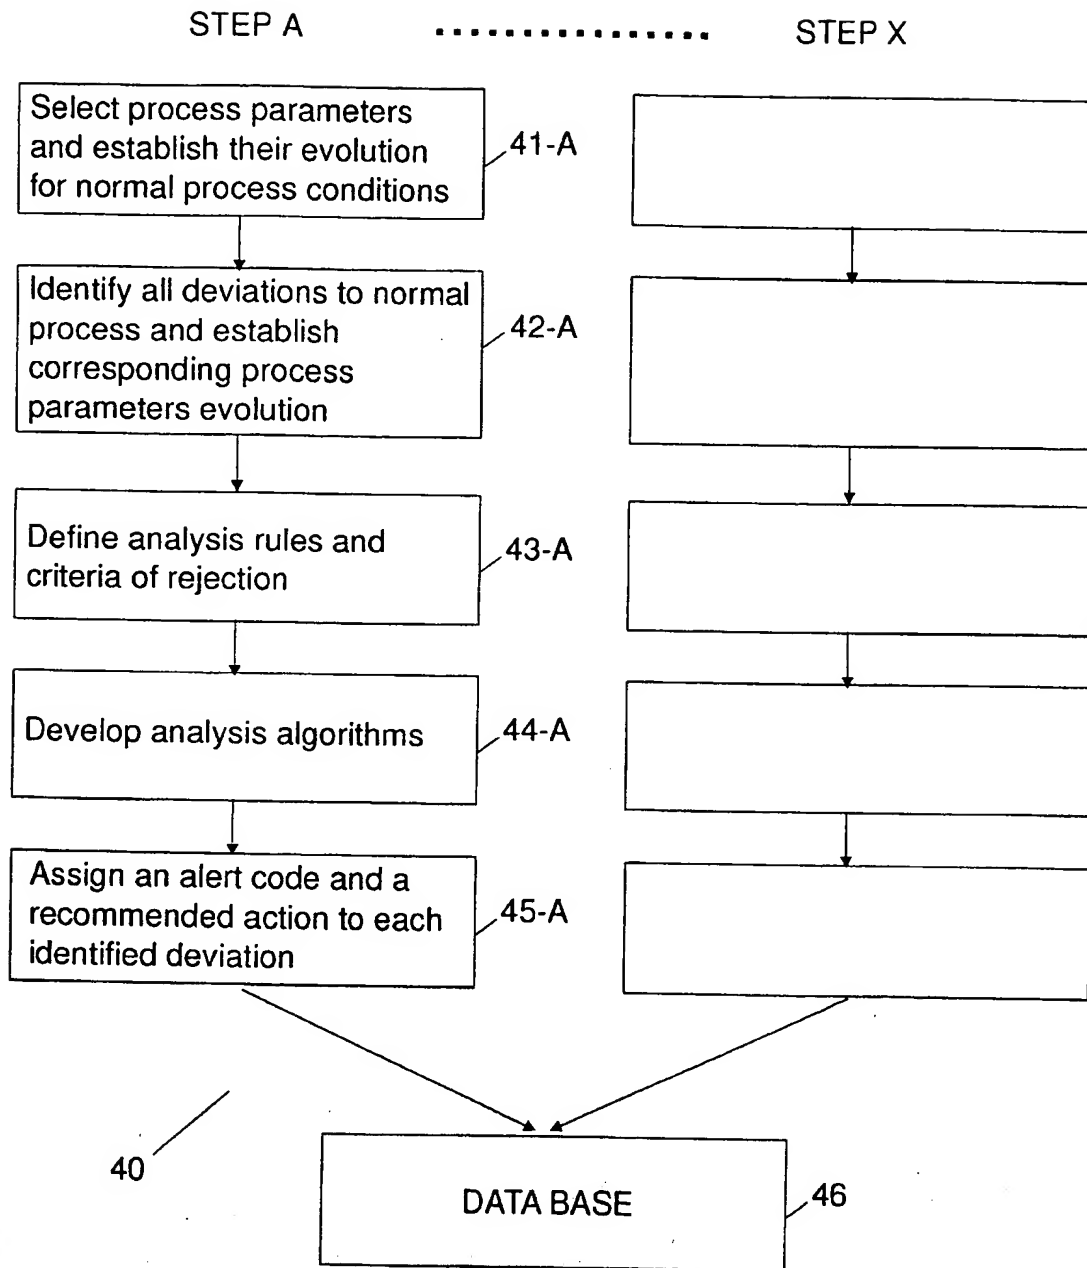 STEP A ............... STEP X
Select process parameters
and establish their evolution
for normal process conditions
41-A
Identify all deviations to normal
process and establish
corresponding process
parameters evolution
42-A
Define analysis rules and
criteria of rejection
43-A
Develop analysis algorithms
44-A
Assign an alert code and a
recommended action to each
identified deviation
45-A
40
DATA BASE
46